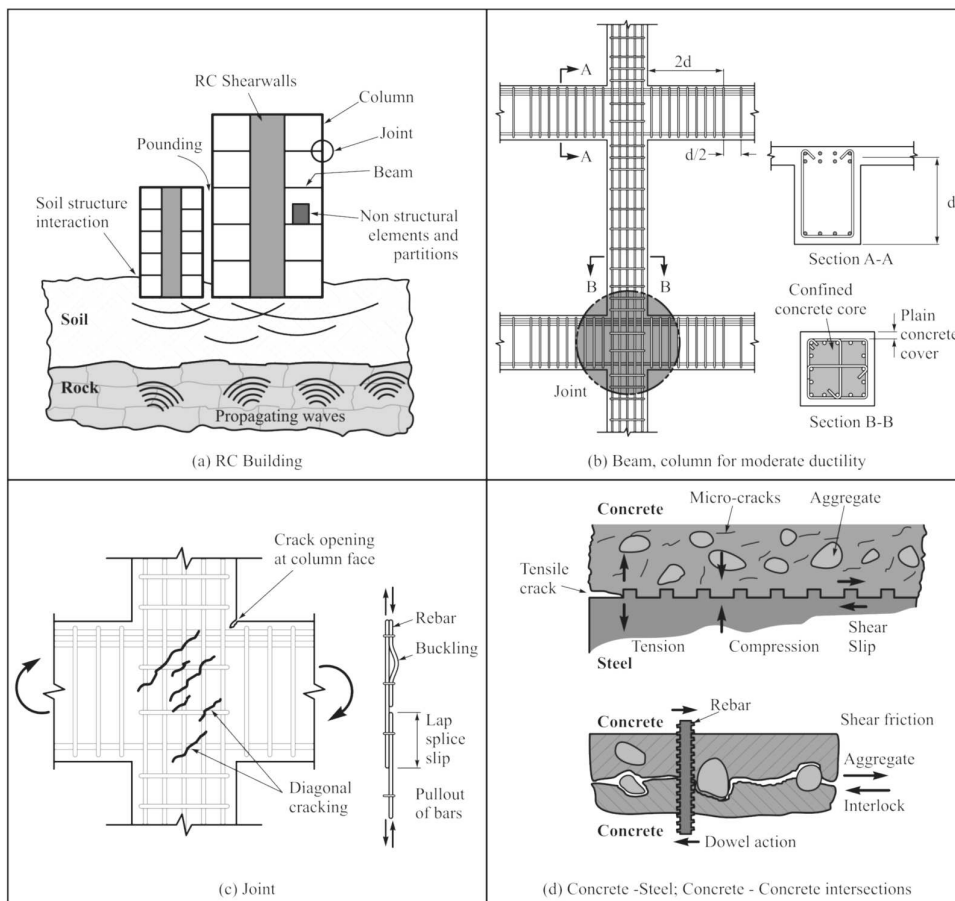 RC Shearwalls
Column
Joint
Pounding
Beam
Soil structure
interaction
Non structural
elements and
partitions
Soil
Rock
Propagating waves
(a) RC Building
A
2d
A
d/2
d
Section A-A
B
B
Confined
concrete core
Plain
concrete
cover
Joint
Section B-B
(b) Beam, column for moderate ductility
Crack opening
at column face
Rebar
Buckling
Lap
splice
slip
Diagonal
cracking
Pullout
of bars
(c) Joint
Micro-cracks
Aggregate
Concrete
Tensile
crack
Tension
Compression
Shear
Slip
Steel
Rebar
Concrete
Shear friction
Aggregate
Interlock
Concrete
Dowel action
(d) Concrete -Steel; Concrete - Concrete intersections